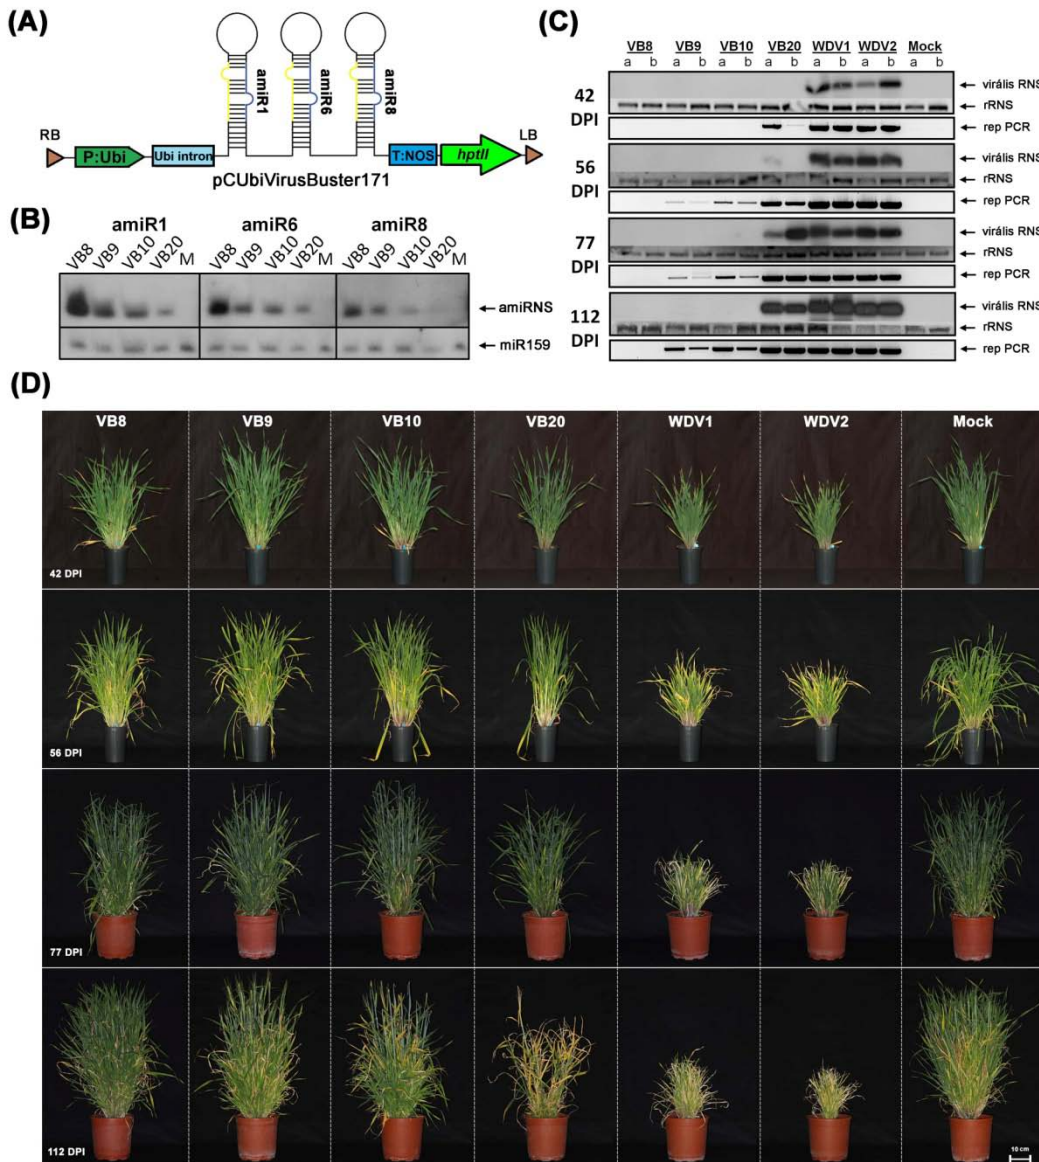 (A)
amiR1 amiR6 amiR8
RB P:Ubi Ubi intron T:NOS hptII LB
pCUbiVirusBuster171
(B)
amiR1 amiR6 amiR8
VB8 VB9 VB10 VB20 M VB8 VB9 VB10 VB20 M VB8 VB9 VB10 VB20 M
amiRNS
miR159
(C)
VB8 VB9 VB10 VB20 WDV1 WDV2 Mock
a b a b a b a b a b a b a b
42 DPI
virális RNS
rRNS
rep PCR
56 DPI
virális RNS
rRNS
rep PCR
77 DPI
virális RNS
rRNS
rep PCR
112 DPI
virális RNS
rRNS
rep PCR
(D)
VB8 VB9 VB10 VB20 WDV1 WDV2 Mock
42 DPI
56 DPI
77 DPI
112 DPI
10 cm